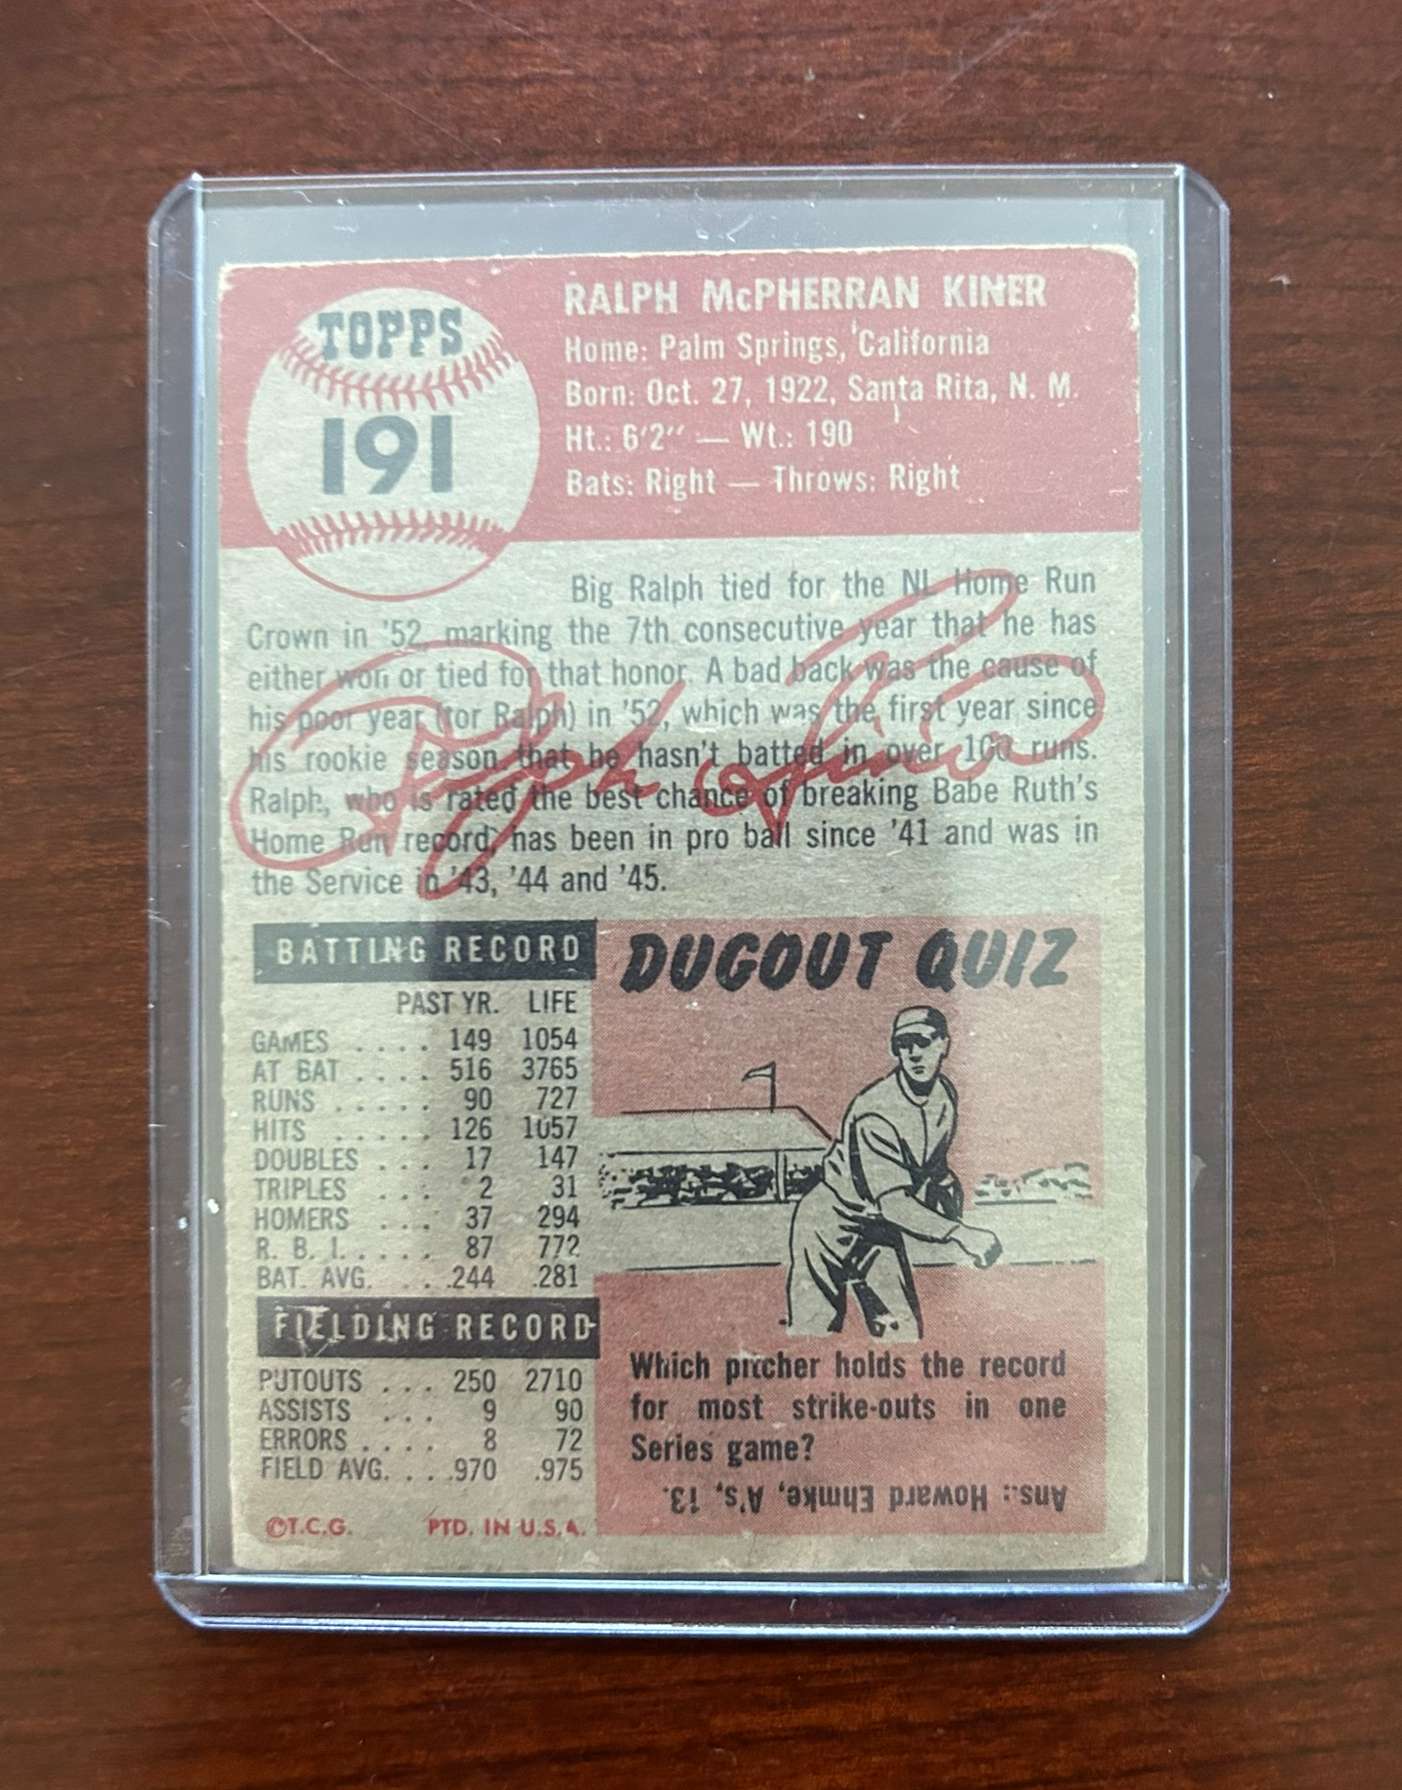 TOPPS
191
RALPH McPHERRAN KINER
Home: Palm Springs, California
Born: Oct. 27, 1922, Santa Rita, N. M.
Ht.: 6'2" — Wt.: 190
Bats: Right — Throws: Right
Big Ralph tied for the NL Home Run
Crown in '52, marking the 7th consecutive year that he has
either won or tied for that honor. A bad back was the cause of
his poor year (for Ralph) in '52, which was the first year since
his rookie season that he hasn't batted in over 100 runs.
Ralph, who is rated the best chance of breaking Babe Ruth's
Home Run record, has been in pro ball since '41 and was in
the Service in '43, '44 and '45.
Ralph Kiner
BATTING RECORD
PAST YR. LIFE
GAMES .... 149 1054
AT BAT .... 516 3765
RUNS ..... 90 727
HITS ..... 126 1057
DOUBLES ... 17 147
TRIPLES ... 2 31
HOMERS ... 37 294
R. B. I. .... 87 772
BAT. AVG. ... .244 .281
FIELDING RECORD
PUTOUTS ... 250 2710
ASSISTS ... 9 90
ERRORS .... 8 72
FIELD AVG. ... .970 .975
©T.C.G. PTD. IN U.S.A.
DUGOUT QUIZ
Which pitcher holds the record
for most strike-outs in one
Series game?
Ans.: Howard Ehmke, A's, 13.